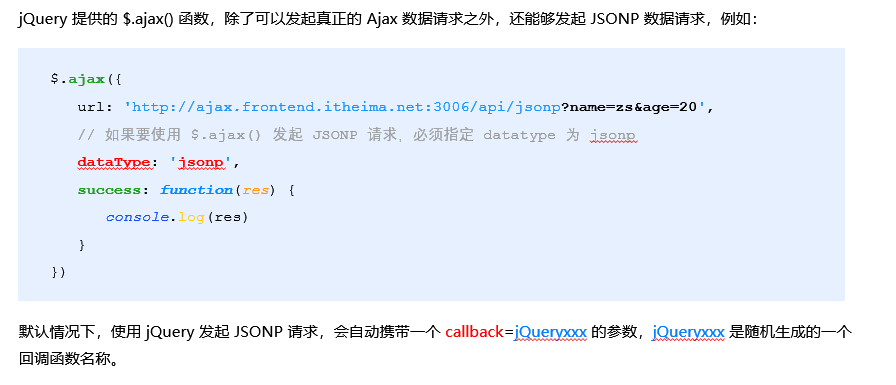 jQuery 提供的 $.ajax() 函数，除了可以发起真正的 Ajax 数据请求之外，还能够发起 JSONP 数据请求，例如：
$.ajax({
url: 'http://ajax.frontend.itheima.net:3006/api/jsonp?name=zs&age=20',
// 如果要使用 $.ajax() 发起 JSONP 请求，必须指定 datatype 为 jsonp
dataType: 'jsonp',
success: function(res) {
console.log(res)
}
})
默认情况下，使用 jQuery 发起 JSONP 请求，会自动携带一个 callback=jQueryxxx 的参数，jQueryxxx 是随机生成的一个
回调函数名称。